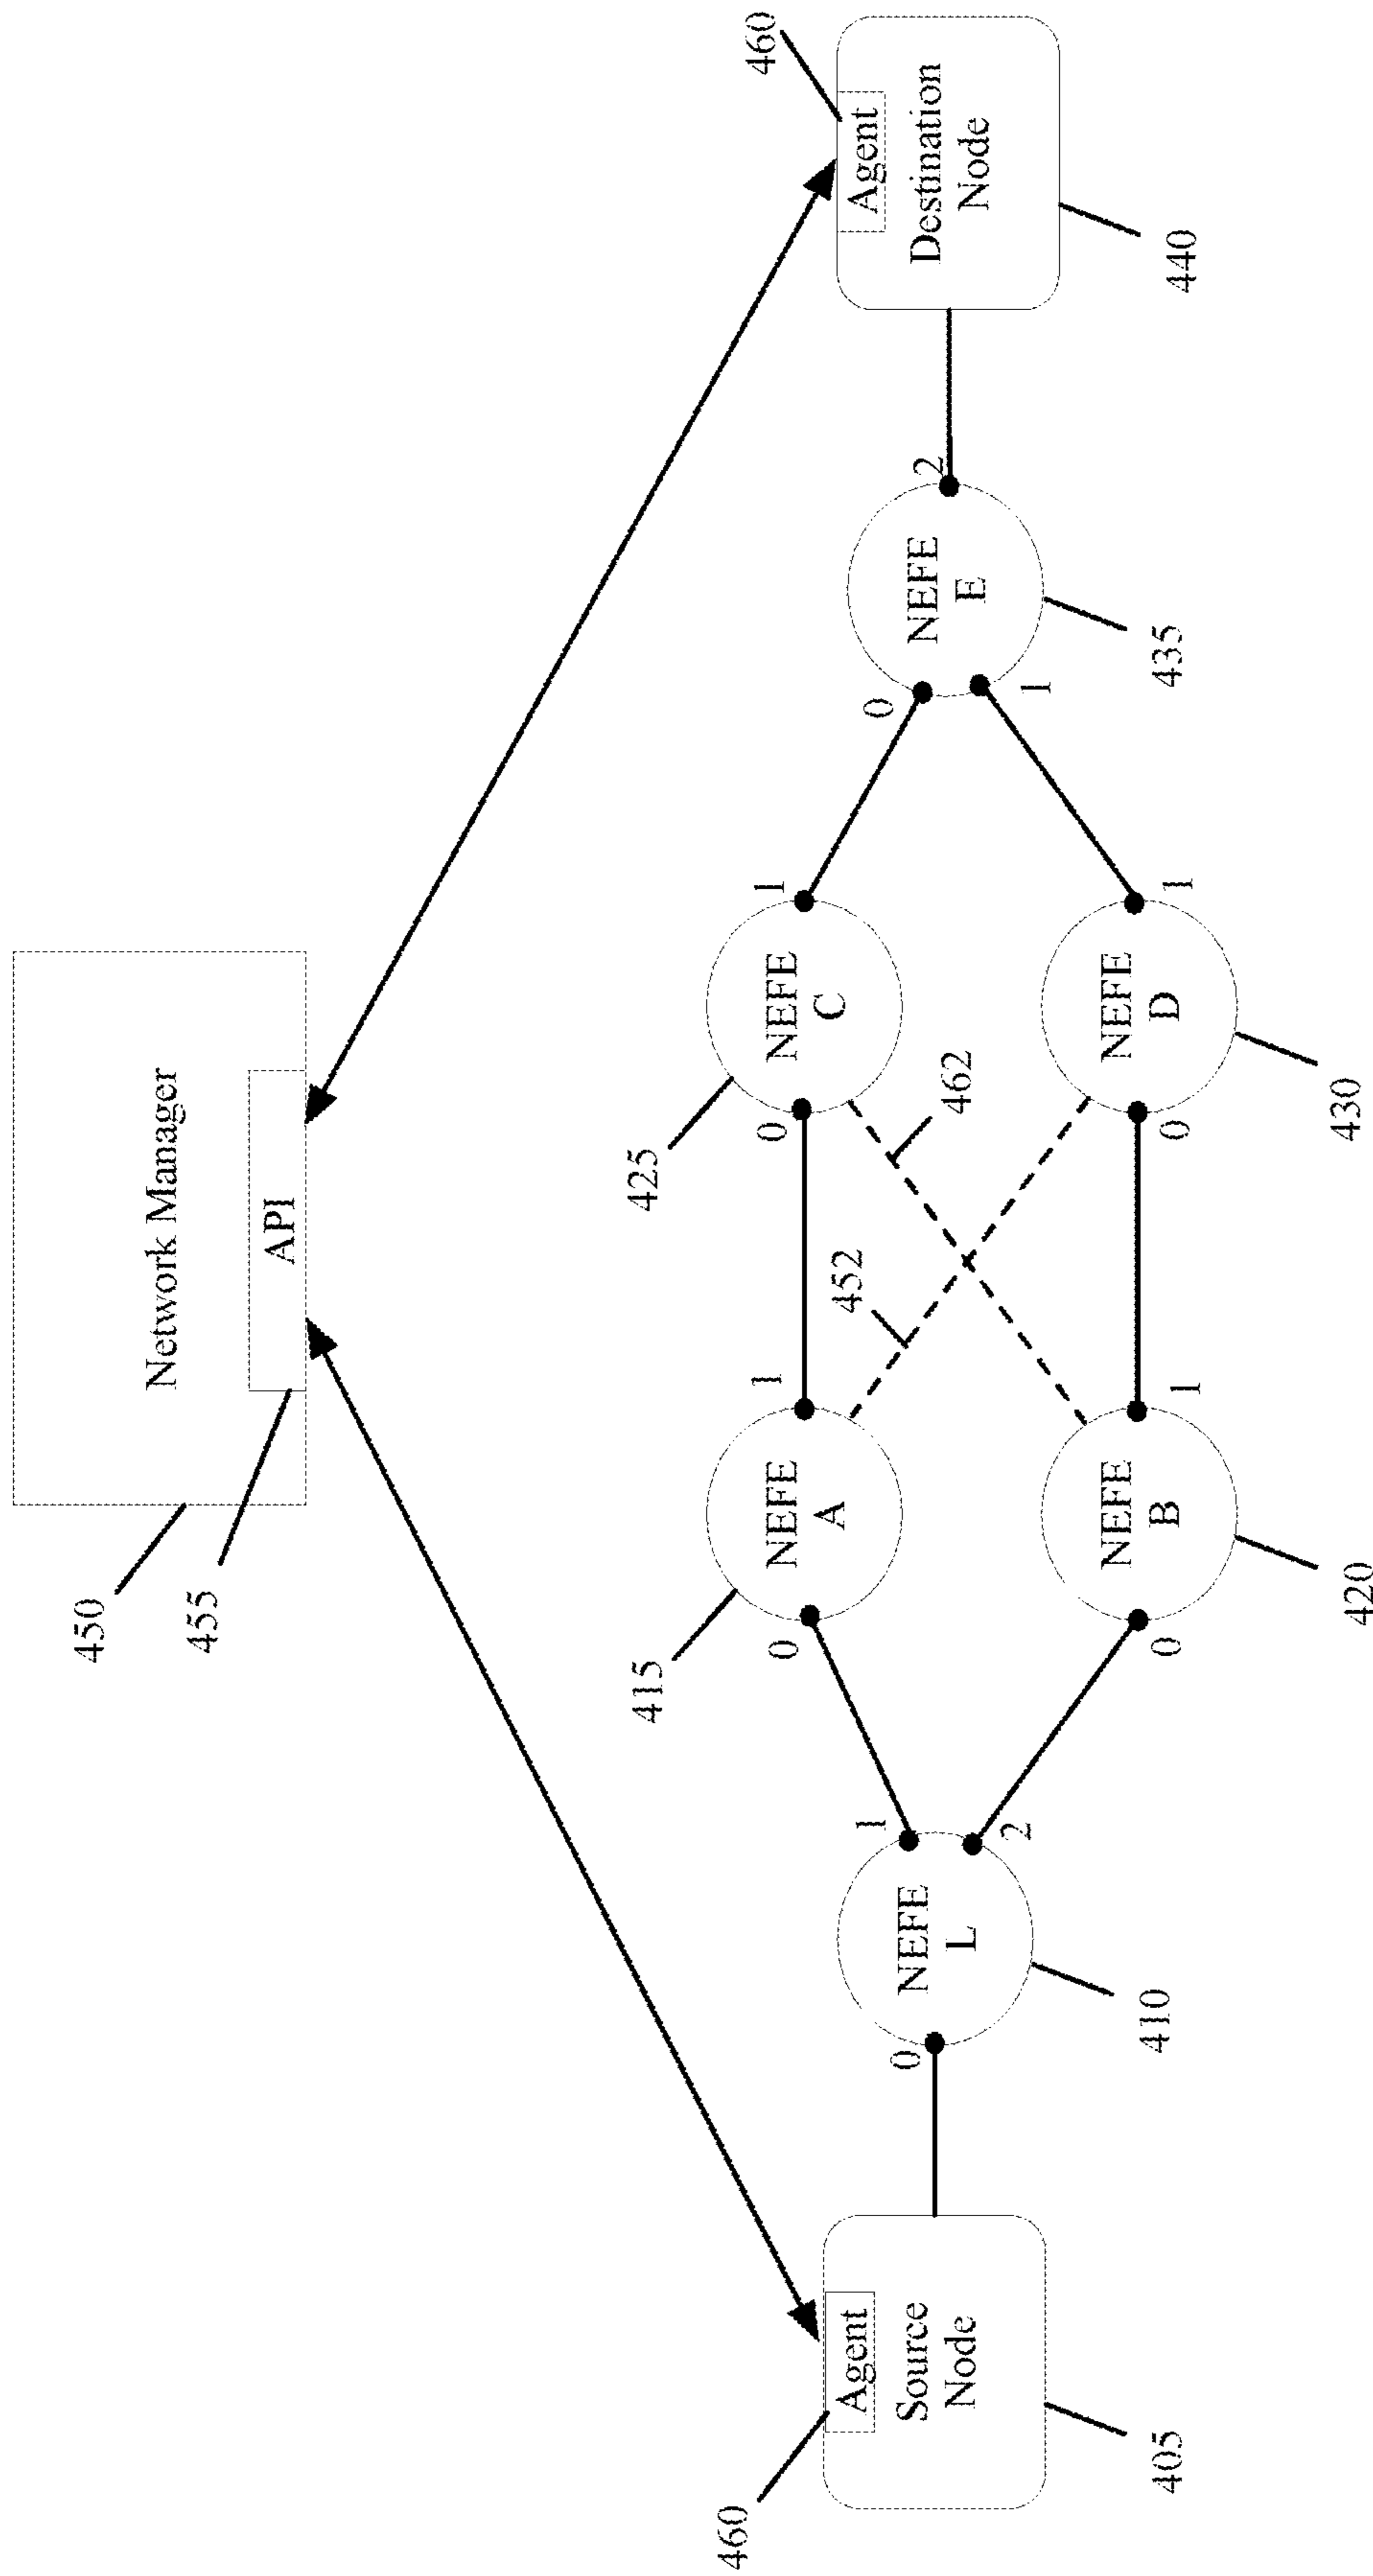 450
Network Manager
455
API
460
Agent
Source
Node
405
0
NEFE
L
410
1
2
415
0
NEFE
A
1
0
NEFE
B
1
420
452
462
425
0
NEFE
C
1
0
NEFE
D
1
430
0
1
NEFE
E
2
435
460
Agent
Destination
Node
440